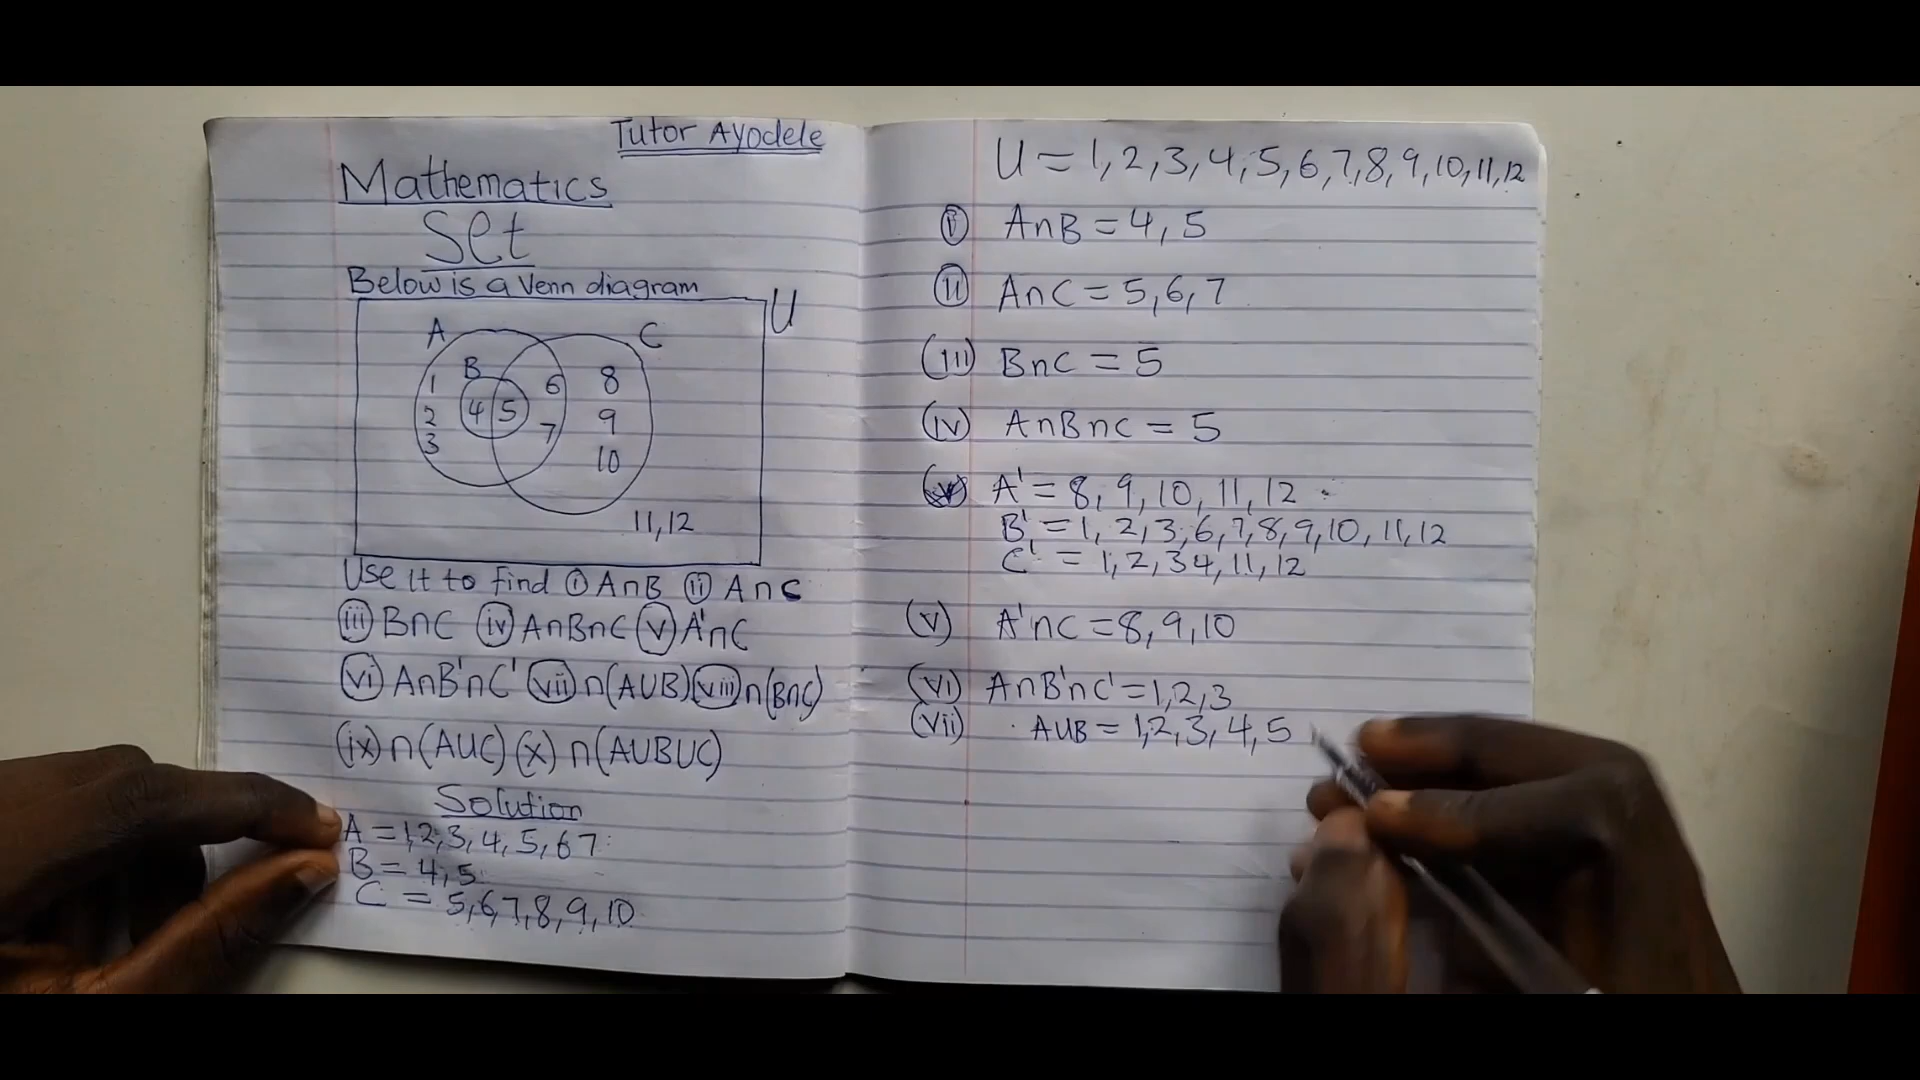 Tutor Ayodele
Mathematics
Set
Below is a Venn diagram
U
A
C
B
1
6
8
4
5
2
9
3
7
10
11,12
Use it to find (i) A∩B (ii) A∩C
(iii) B∩C (iv) A∩B∩C (v) A'∩C
(vi) A∩B'∩C' (vii) n(AUB) (viii) n(B∩C)
(ix) n(AUC) (x) n(AUBUC)
Solution
A = 1,2,3,4,5,6 7
B = 4,5
C = 5,6,7,8,9,10
U = 1,2,3,4,5,6,7,8,9,10,11,12
(i) A∩B = 4, 5
(ii) A∩C = 5,6,7
(iii) B∩C = 5
(iv) A∩B∩C = 5
(v) A' = 8, 9, 10, 11, 12
B' = 1, 2, 3, 6, 7, 8, 9, 10, 11, 12
C' = 1, 2, 3 4, 11, 12
(v) A'∩C = 8, 9, 10
(vi) A∩B'∩C' = 1,2,3
(vii) AUB = 1,2,3,4,5